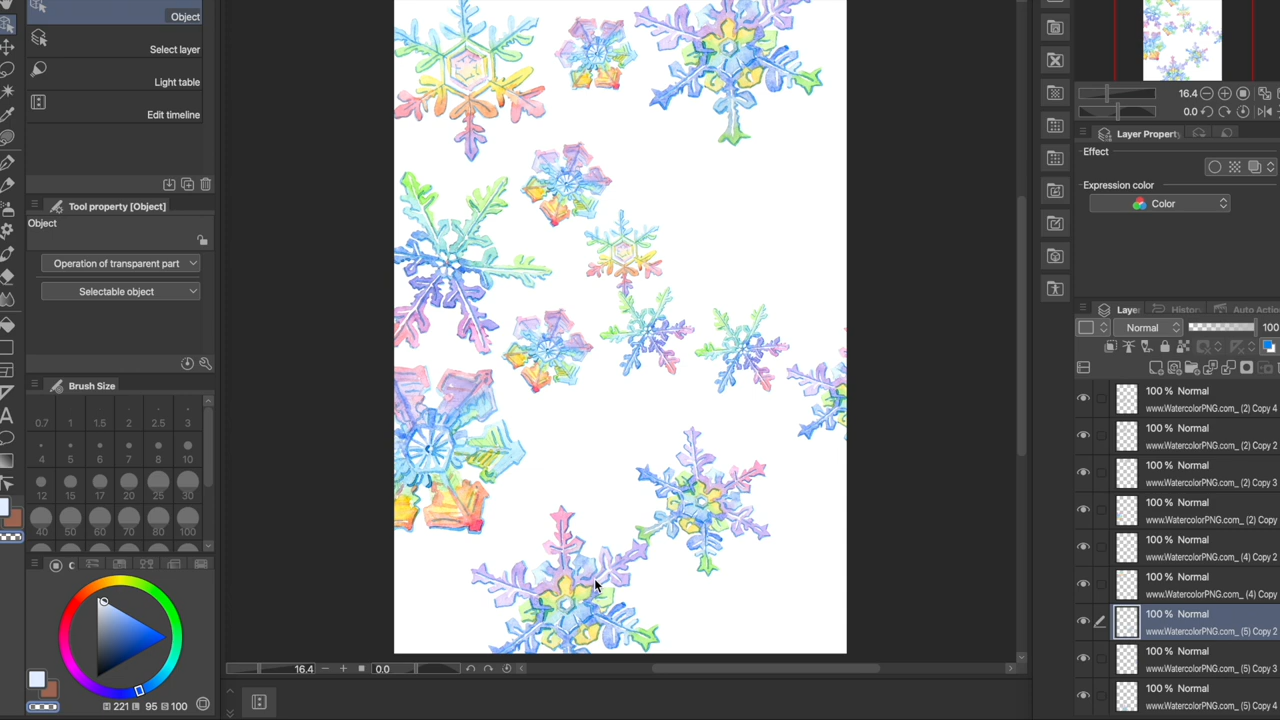 Object
Select layer
Light table
Edit timeline
Tool property [Object]
Object
Operation of transparent part
Selectable object
Brush Size
0.7 1 1.5 2 3
4 5 6 7 8 10
12 15 17 20 25 30
40 50 60 70 80 100
C
221 95 S 100
16.4
0.0
16.4
0.0
Layer Property
Effect
Expression color
Color
Layer Histor Auto Actio
Normal 100
100 % Normal
www.WatercolorPNG.com_ (2) Copy 4
100 % Normal
www.WatercolorPNG.com_ (2) Copy 2
100 % Normal
www.WatercolorPNG.com_ (2) Copy 3
100 % Normal
www.WatercolorPNG.com_ (2) Copy
100 % Normal
www.WatercolorPNG.com_ (4) Copy 2
100 % Normal
www.WatercolorPNG.com_ (4) Copy
100 % Normal
www.WatercolorPNG.com_ (5) Copy 2
100 % Normal
www.WatercolorPNG.com_ (5) Copy 3
100 % Normal
www.WatercolorPNG.com_ (5) Copy 4